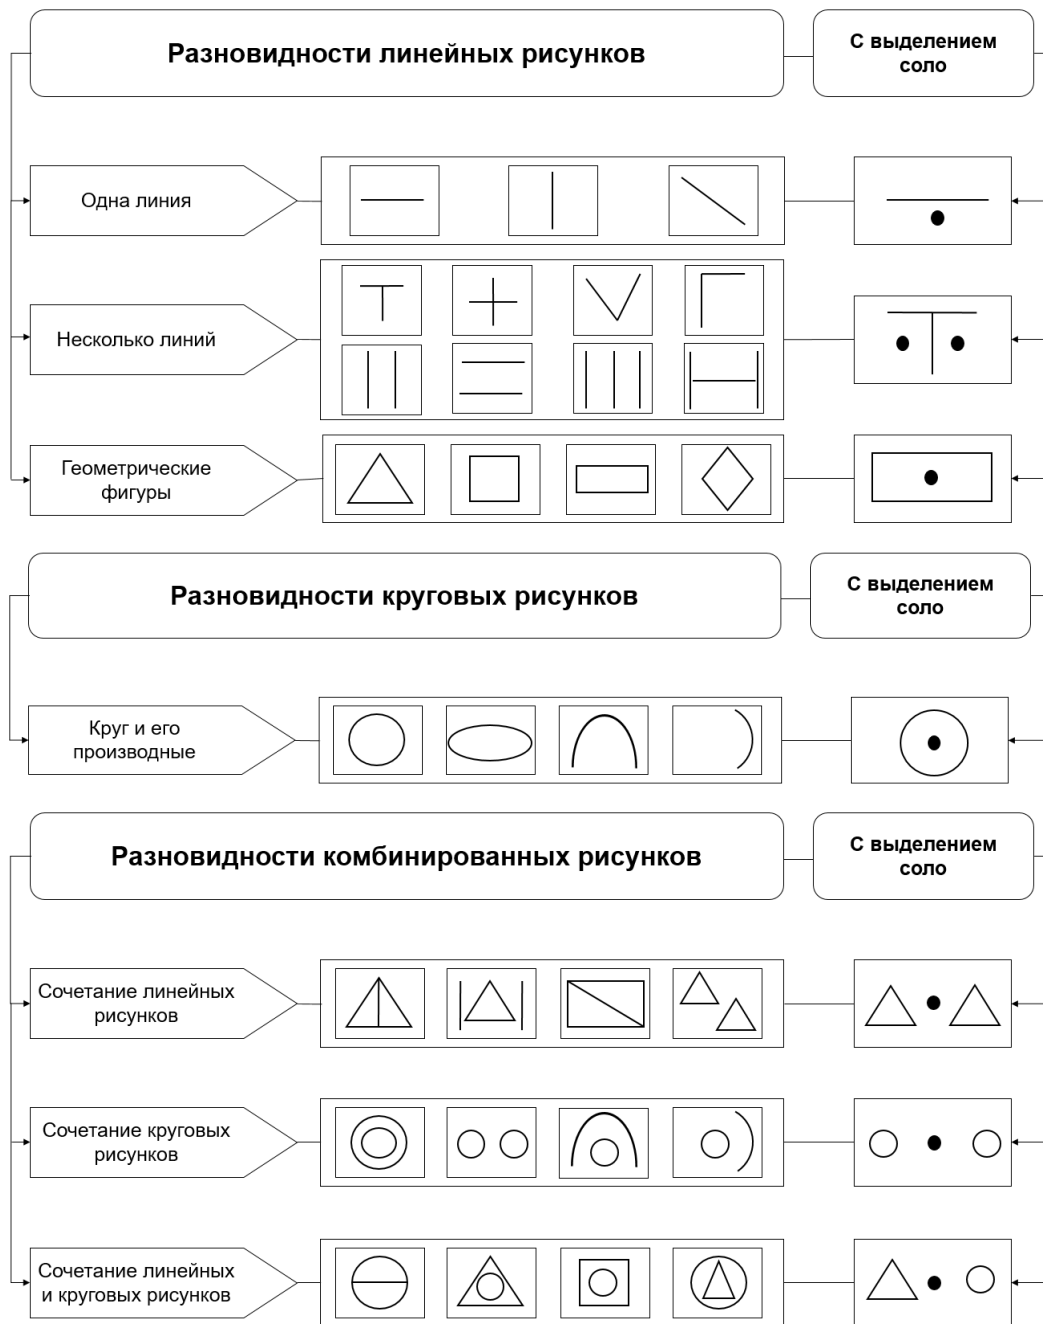 Разновидности линейных рисунков
С выделением
соло
Одна линия
Несколько линий
Геометрические
фигуры
Разновидности круговых рисунков
С выделением
соло
Круг и его
производные
Разновидности комбинированных рисунков
С выделением
соло
Сочетание линейных
рисунков
Сочетание круговых
рисунков
Сочетание линейных
и круговых рисунков